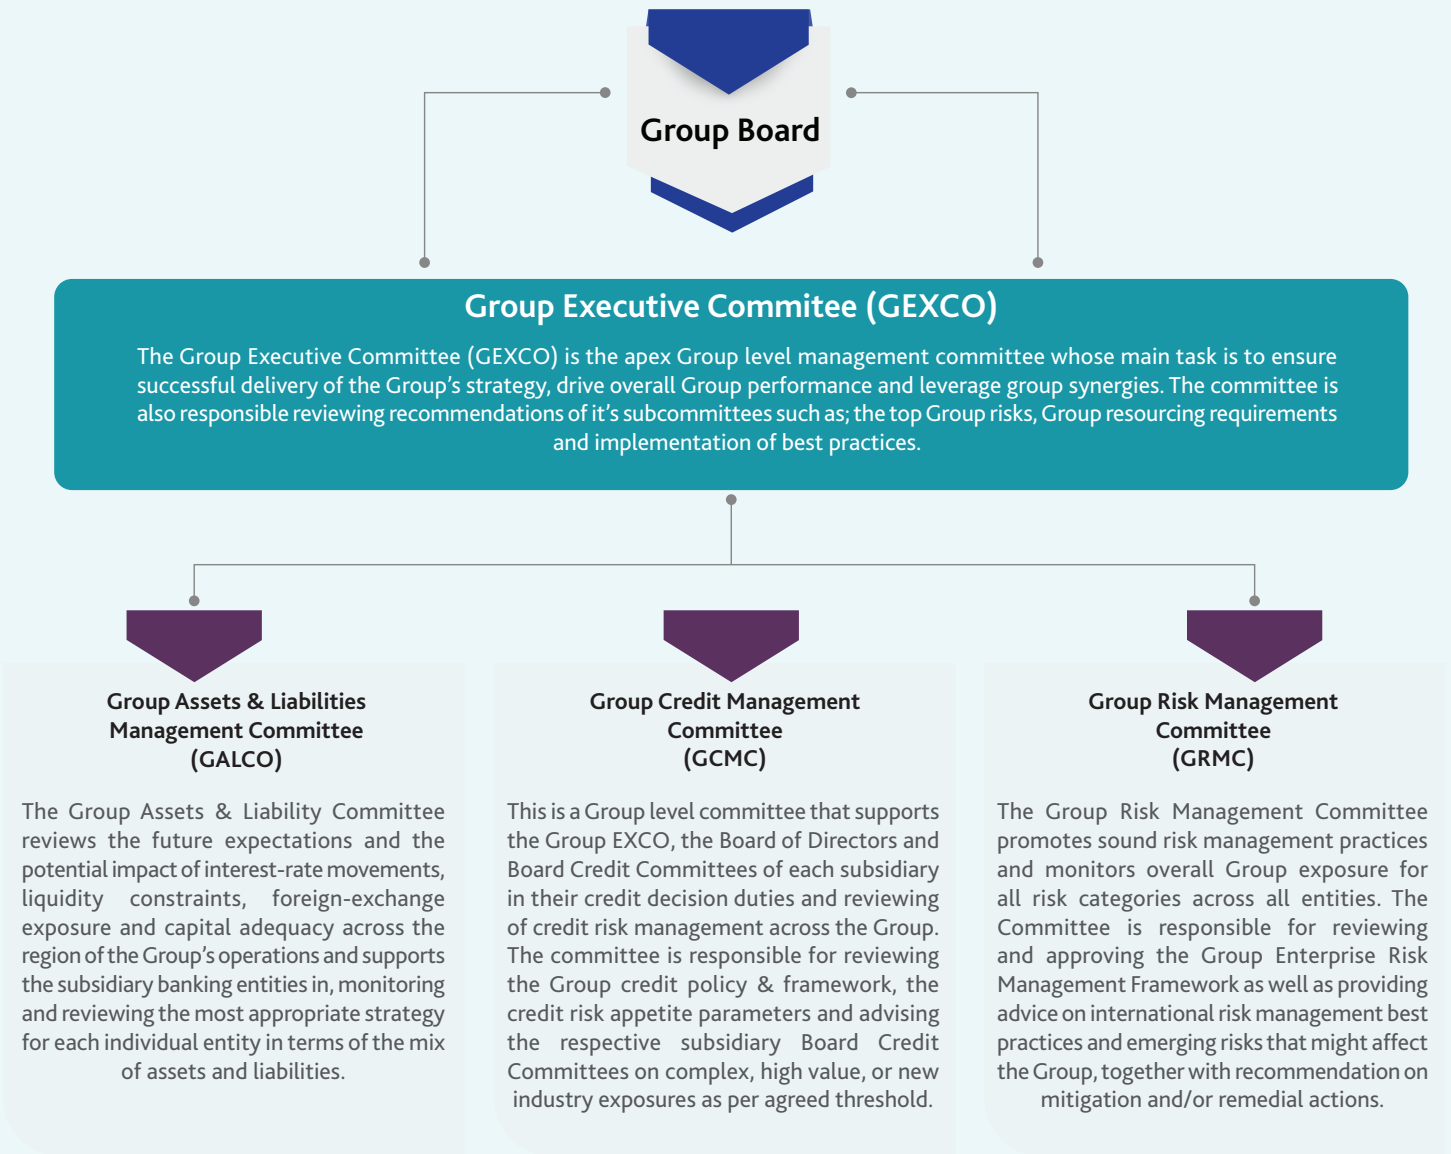 Group Board
Group Executive Commitee (GEXCO)
The Group Executive Committee (GEXCO) is the apex Group level management committee whose main task is to ensure
successful delivery of the Group’s strategy, drive overall Group performance and leverage group synergies. The committee is
also responsible reviewing recommendations of it’s subcommittees such as; the top Group risks, Group resourcing requirements
and implementation of best practices.
Group Assets & Liabilities
Management Committee
(GALCO)
The Group Assets & Liability Committee
reviews the future expectations and the
potential impact of interest-rate movements,
liquidity constraints, foreign-exchange
exposure and capital adequacy across the
region of the Group’s operations and supports
the subsidiary banking entities in, monitoring
and reviewing the most appropriate strategy
for each individual entity in terms of the mix
of assets and liabilities.
Group Credit Management
Committee
(GCMC)
This is a Group level committee that supports
the Group EXCO, the Board of Directors and
Board Credit Committees of each subsidiary
in their credit decision duties and reviewing
of credit risk management across the Group.
The committee is responsible for reviewing
the Group credit policy & framework, the
credit risk appetite parameters and advising
the respective subsidiary Board Credit
Committees on complex, high value, or new
industry exposures as per agreed threshold.
Group Risk Management
Committee
(GRMC)
The Group Risk Management Committee
promotes sound risk management practices
and monitors overall Group exposure for
all risk categories across all entities. The
Committee is responsible for reviewing
and approving the Group Enterprise Risk
Management Framework as well as providing
advice on international risk management best
practices and emerging risks that might affect
the Group, together with recommendation on
mitigation and/or remedial actions.